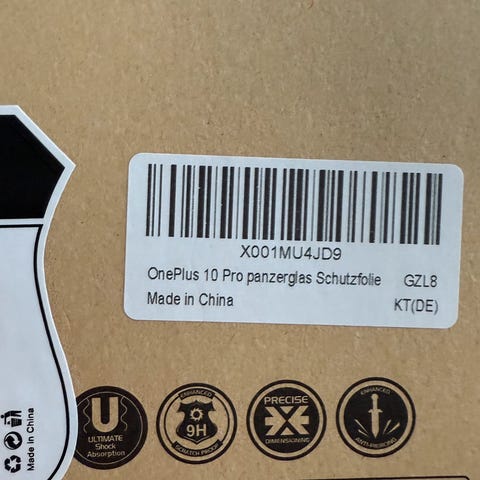 X001MU4JD9
OnePlus 10 Pro panzerglas Schutzfolie GZL8
Made in China KT(DE)
U
ULTIMATE
Shock
Absorption
ENHANCED
9H
SCRATCH PROOF
PRECISE
DIMENSIONING
ENHANCED
ANTI-PIERCING
Made In China